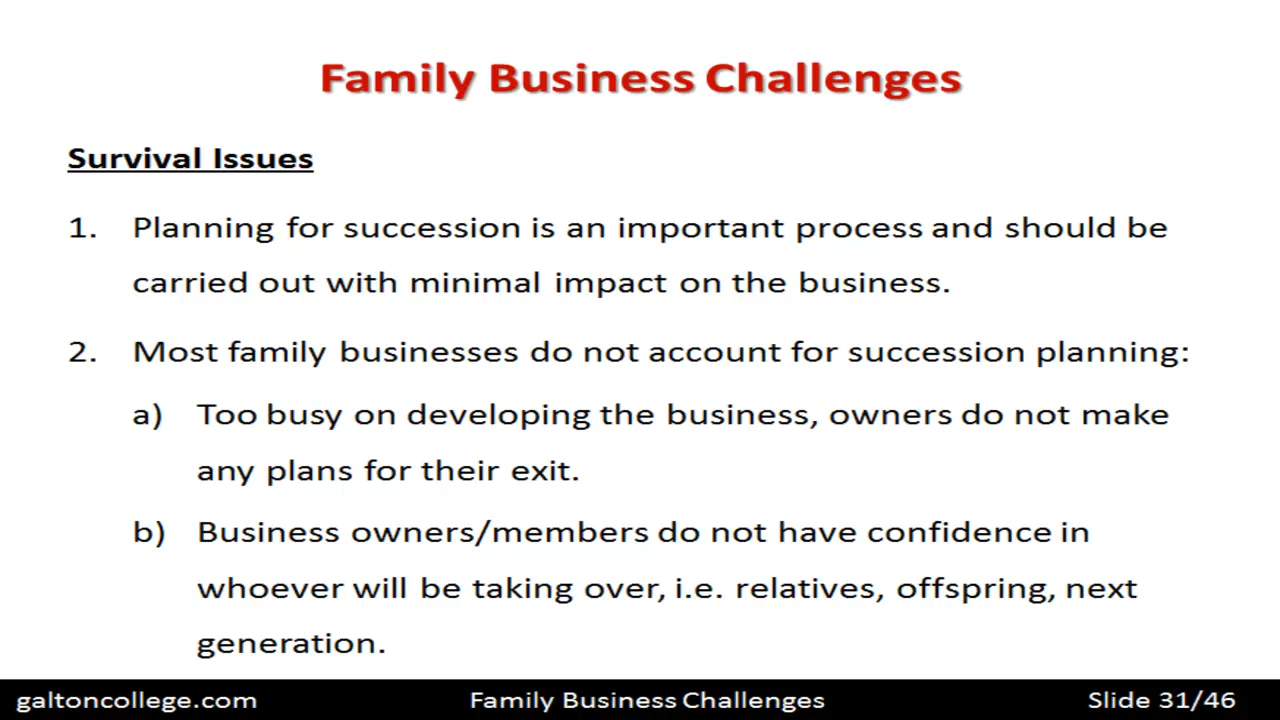 Family Business Challenges
Survival Issues
1. Planning for succession is an important process and should be
carried out with minimal impact on the business.
2. Most family businesses do not account for succession planning:
a) Too busy on developing the business, owners do not make
any plans for their exit.
b) Business owners/members do not have confidence in
whoever will be taking over, i.e. relatives, offspring, next
generation.
galtoncollege.com Family Business Challenges Slide 31/46